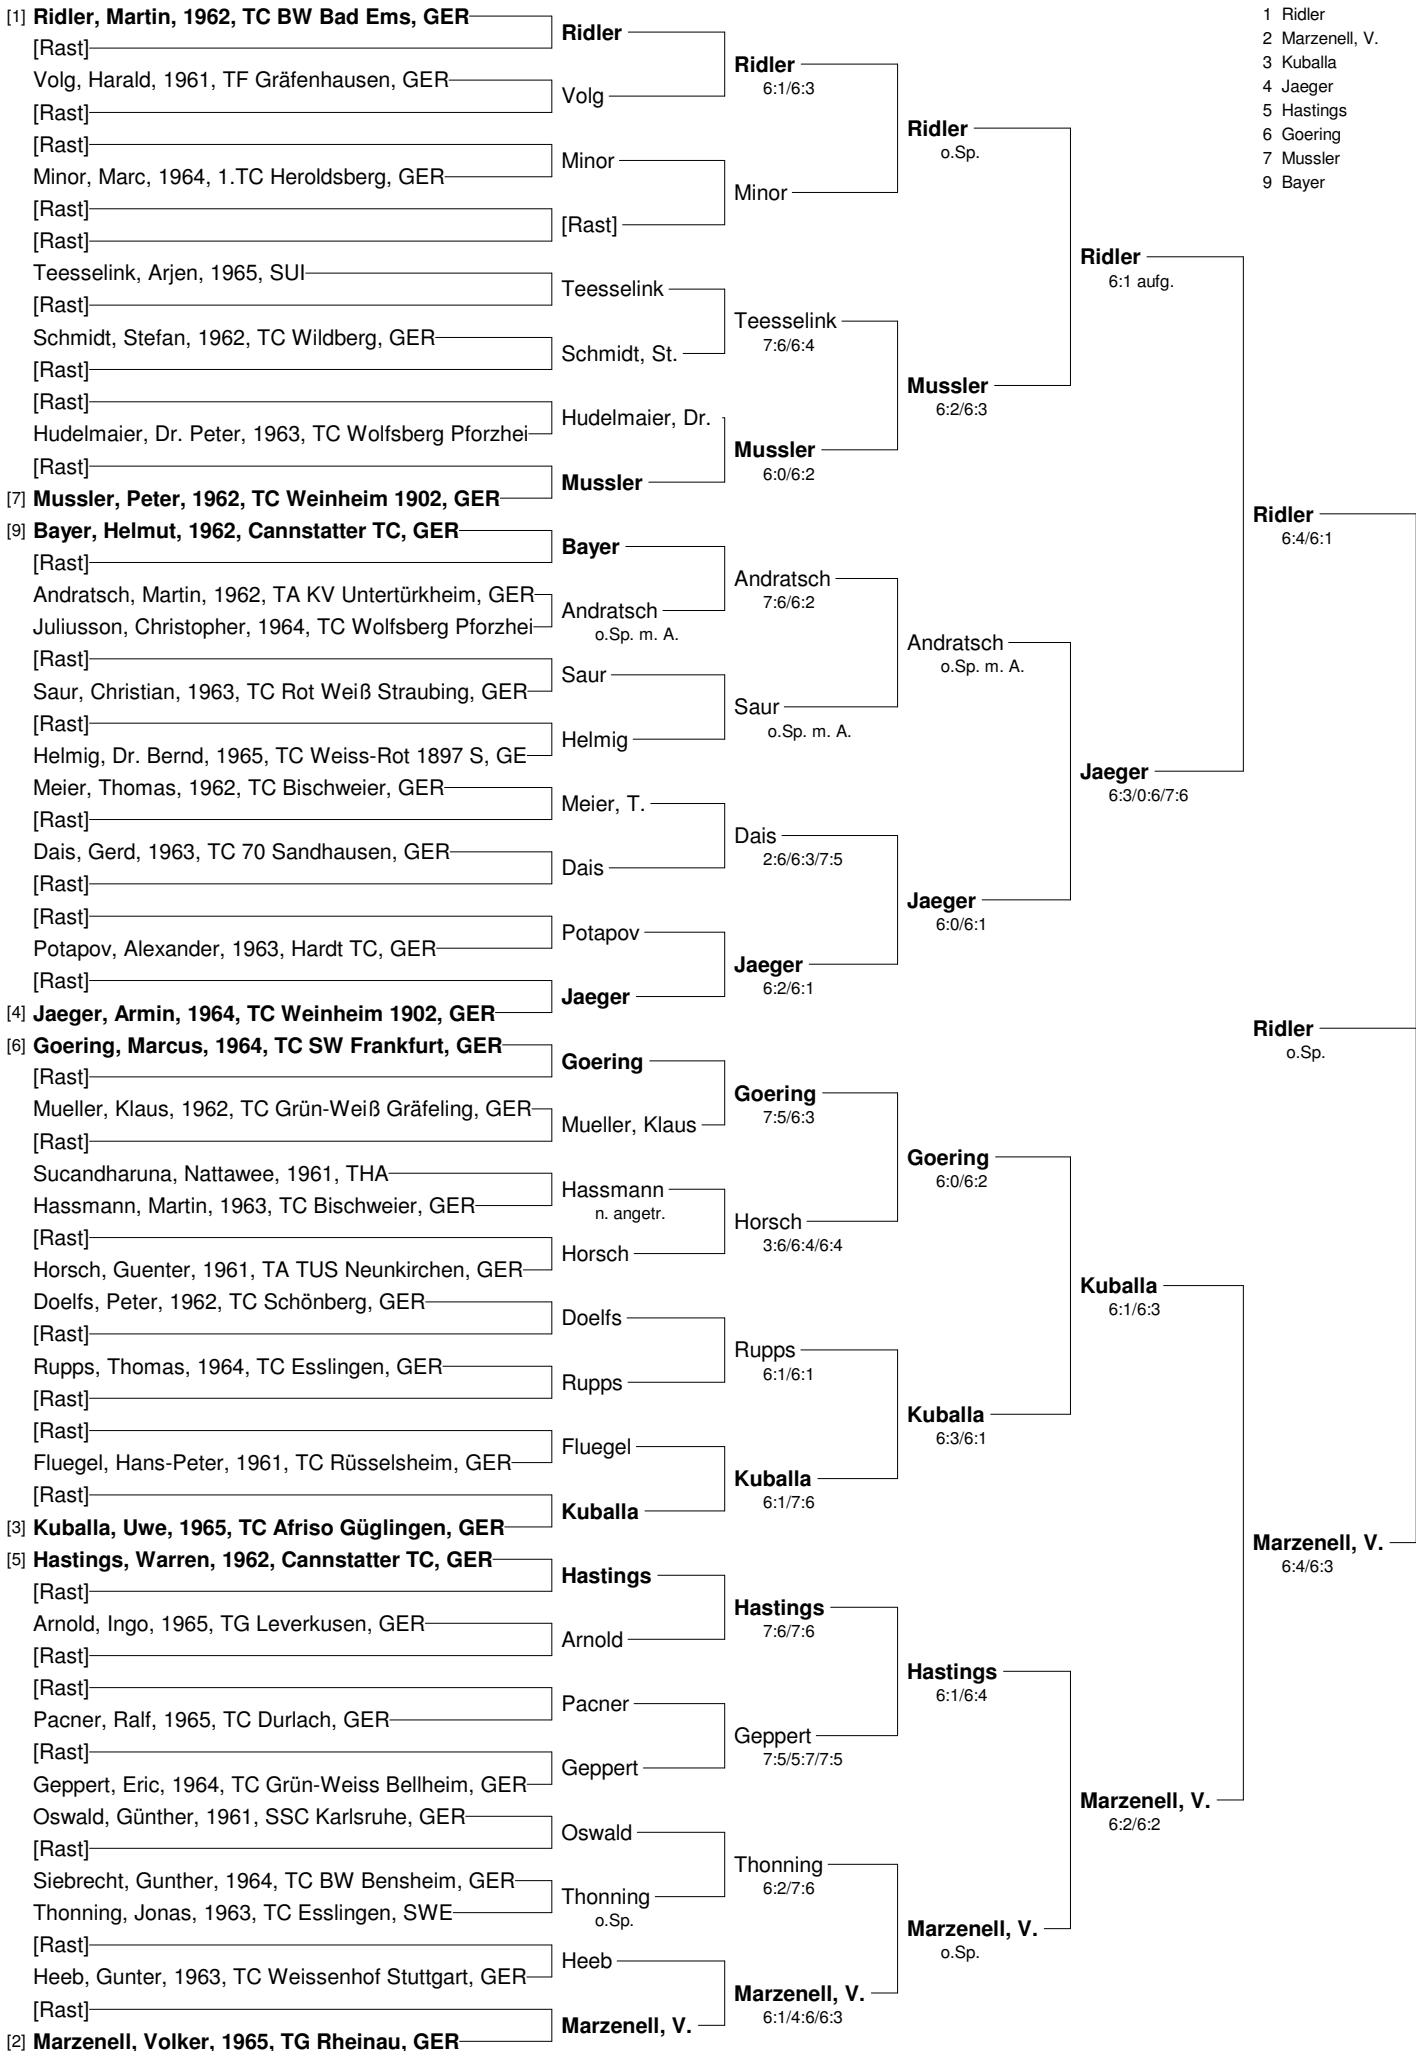 [1] Ridler, Martin, 1962, TC BW Bad Ems, GER
[Rast]
Volg, Harald, 1961, TF Gräfenhausen, GER
[Rast]
[Rast]
Minor, Marc, 1964, 1.TC Heroldsberg, GER
[Rast]
[Rast]
Teesselink, Arjen, 1965, SUI
[Rast]
Schmidt, Stefan, 1962, TC Wildberg, GER
[Rast]
[Rast]
Hudelmaier, Dr. Peter, 1963, TC Wolfsberg Pforzhei
[Rast]
[7] Mussler, Peter, 1962, TC Weinheim 1902, GER
[9] Bayer, Helmut, 1962, Cannstatter TC, GER
[Rast]
Andratsch, Martin, 1962, TA KV Untertürkheim, GER
Juliusson, Christopher, 1964, TC Wolfsberg Pforzhei
[Rast]
Saur, Christian, 1963, TC Rot Weiß Straubing, GER
[Rast]
Helmig, Dr. Bernd, 1965, TC Weiss-Rot 1897 S, GE
Meier, Thomas, 1962, TC Bischweier, GER
[Rast]
Dais, Gerd, 1963, TC 70 Sandhausen, GER
[Rast]
[Rast]
Potapov, Alexander, 1963, Hardt TC, GER
[Rast]
[4] Jaeger, Armin, 1964, TC Weinheim 1902, GER
[6] Goering, Marcus, 1964, TC SW Frankfurt, GER
[Rast]
Mueller, Klaus, 1962, TC Grün-Weiß Gräfeling, GER
[Rast]
Sucandharuna, Nattawee, 1961, THA
Hassmann, Martin, 1963, TC Bischweier, GER
[Rast]
Horsch, Guenter, 1961, TA TUS Neunkirchen, GER
Doelfs, Peter, 1962, TC Schönberg, GER
[Rast]
Rupps, Thomas, 1964, TC Esslingen, GER
[Rast]
[Rast]
Fluegel, Hans-Peter, 1961, TC Rüsselsheim, GER
[Rast]
[3] Kuballa, Uwe, 1965, TC Afriso Güglingen, GER
[5] Hastings, Warren, 1962, Cannstatter TC, GER
[Rast]
Arnold, Ingo, 1965, TG Leverkusen, GER
[Rast]
[Rast]
Pacner, Ralf, 1965, TC Durlach, GER
[Rast]
Geppert, Eric, 1964, TC Grün-Weiss Bellheim, GER
Oswald, Günther, 1961, SSC Karlsruhe, GER
[Rast]
Siebrecht, Gunther, 1964, TC BW Bensheim, GER
Thonning, Jonas, 1963, TC Esslingen, SWE
[Rast]
Heeb, Gunter, 1963, TC Weissenhof Stuttgart, GER
[Rast]
[2] Marzenell, Volker, 1965, TG Rheinau, GER
Ridler
Volg
Minor
[Rast]
Teesselink
Schmidt, St.
Hudelmaier, Dr.
Mussler
Bayer
Andratsch
o.Sp. m. A.
Saur
Helmig
Meier, T.
Dais
Potapov
Jaeger
Goering
Mueller, Klaus
Hassmann
n. angetr.
Horsch
Doelfs
Rupps
Fluegel
Kuballa
Hastings
Arnold
Pacner
Geppert
Oswald
Thonning
o.Sp.
Heeb
Marzenell, V.
Ridler
6:1/6:3
Minor
Teesselink
7:6/6:4
Mussler
6:0/6:2
Andratsch
7:6/6:2
Saur
o.Sp. m. A.
Dais
2:6/6:3/7:5
Jaeger
6:2/6:1
Goering
7:5/6:3
Horsch
3:6/6:4/6:4
Rupps
6:1/6:1
Kuballa
6:1/7:6
Hastings
7:6/7:6
Geppert
7:5/5:7/7:5
Thonning
6:2/7:6
Marzenell, V.
6:1/4:6/6:3
Ridler
o.Sp.
Mussler
6:2/6:3
Andratsch
o.Sp. m. A.
Jaeger
6:0/6:1
Goering
6:0/6:2
Kuballa
6:3/6:1
Hastings
6:1/6:4
Marzenell, V.
o.Sp.
Ridler
6:1 aufg.
Jaeger
6:3/0:6/7:6
Kuballa
6:1/6:3
Marzenell, V.
6:2/6:2
Ridler
6:4/6:1
Marzenell, V.
6:4/6:3
Ridler
o.Sp.
1 Ridler
2 Marzenell, V.
3 Kuballa
4 Jaeger
5 Hastings
6 Goering
7 Mussler
9 Bayer